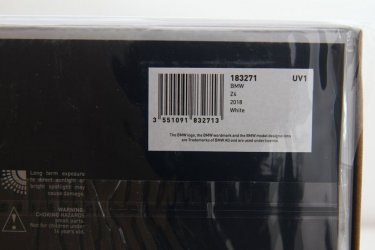 183271 UV1
BMW
Z4
2018
White
3 551091 832713
The BMW logo, the BMW wordmark and the BMW model designations
are Trademarks of BMW AG and are used under licence.
Long term exposure
to direct sunlight or
bright spotlight may
cause damage.
WARNING:
CHOKING HAZARDS.
Small parts.
Not for children under
14 years old.